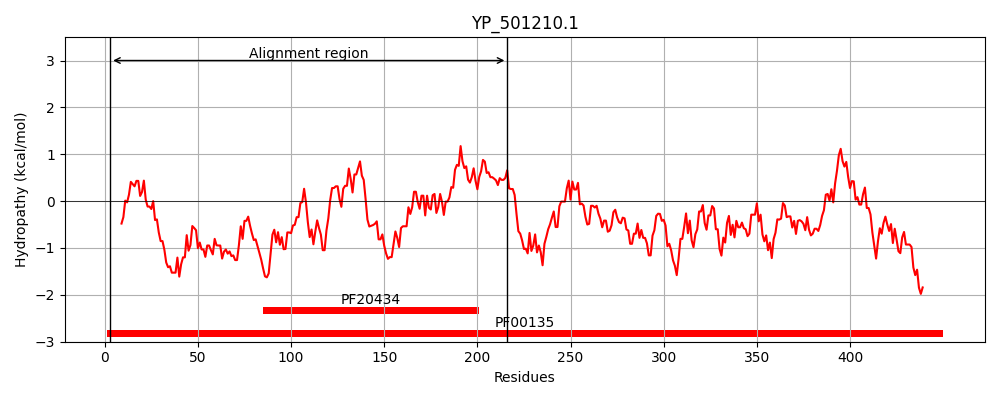 YP_501210.1
Alignment region
3
2
1
0
−1
−2
−3
Hydropathy (kcal/mol)
PF20434
PF00135
0 50 100 150 200 250 300 350 400
Residues